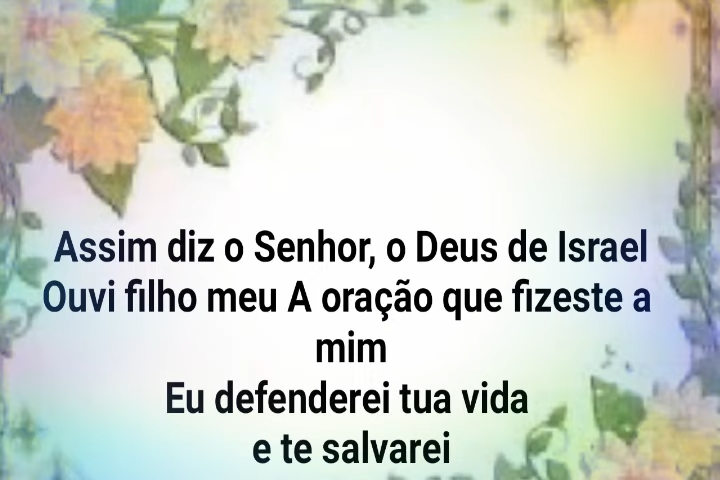 Assim diz o Senhor, o Deus de Israel
Ouvi filho meu A oração que fizeste a
mim
Eu defenderei tua vida
e te salvarei